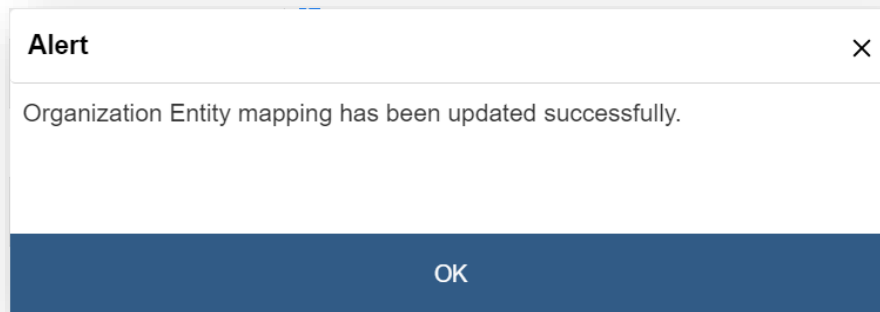 Alert
Organization Entity mapping has been updated successfully.
OK